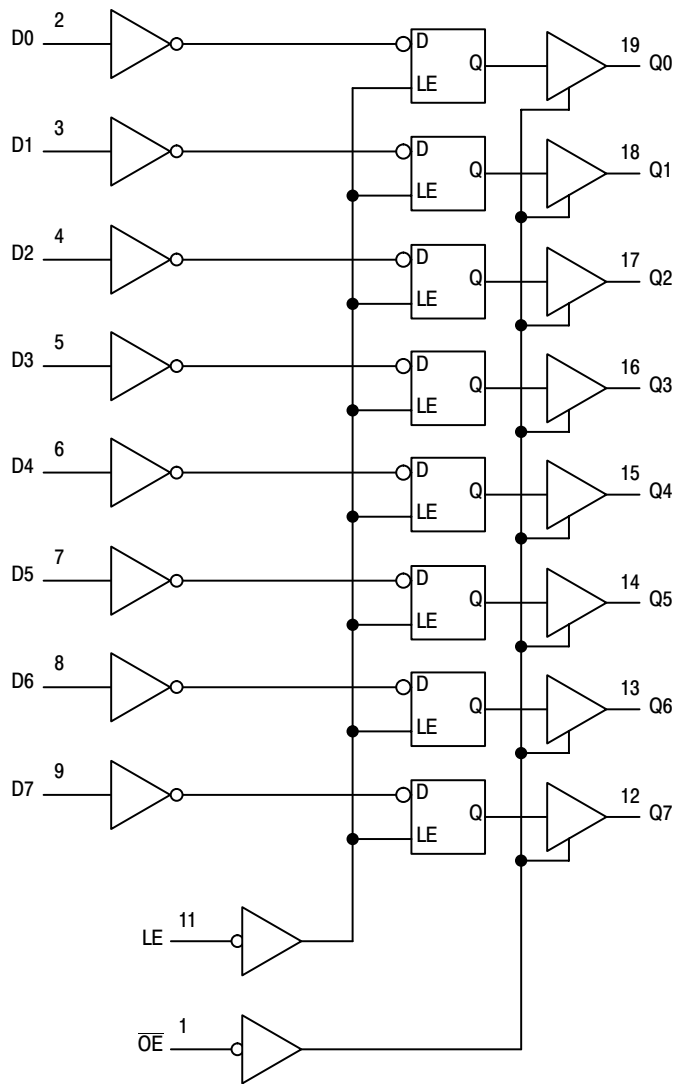 D0 2 D Q LE 19 Q0
D1 3 D Q LE 18 Q1
D2 4 D Q LE 17 Q2
D3 5 D Q LE 16 Q3
D4 6 D Q LE 15 Q4
D5 7 D Q LE 14 Q5
D6 8 D Q LE 13 Q6
D7 9 D Q LE 12 Q7
LE 11
O̅E̅ 1